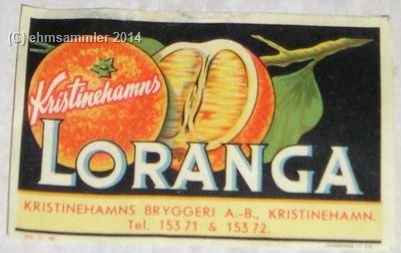 (C) ehmsammler 2014
Kristinehamns
LORANGA
KRISTINEHAMNS BRYGGERI A.-B., KRISTINEHAMN.
Tel. 153 71 & 153 72.